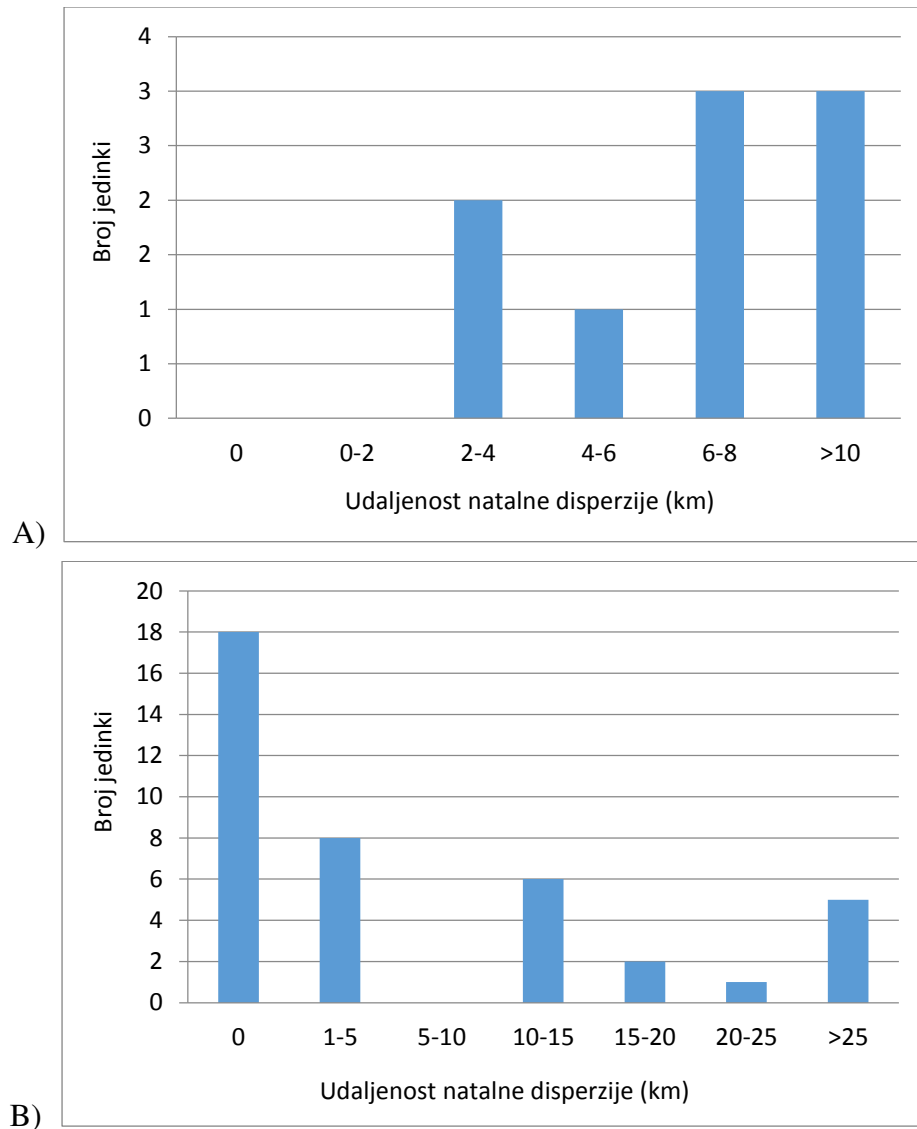 4
3
3
2
2
1
1
0
Broj jedinki
0 0-2 2-4 4-6 6-8 >10
Udaljenost natalne disperzije (km)
A)
20
18
16
14
12
10
8
6
4
2
0
Broj jedinki
0 1-5 5-10 10-15 15-20 20-25 >25
Udaljenost natalne disperzije (km)
B)